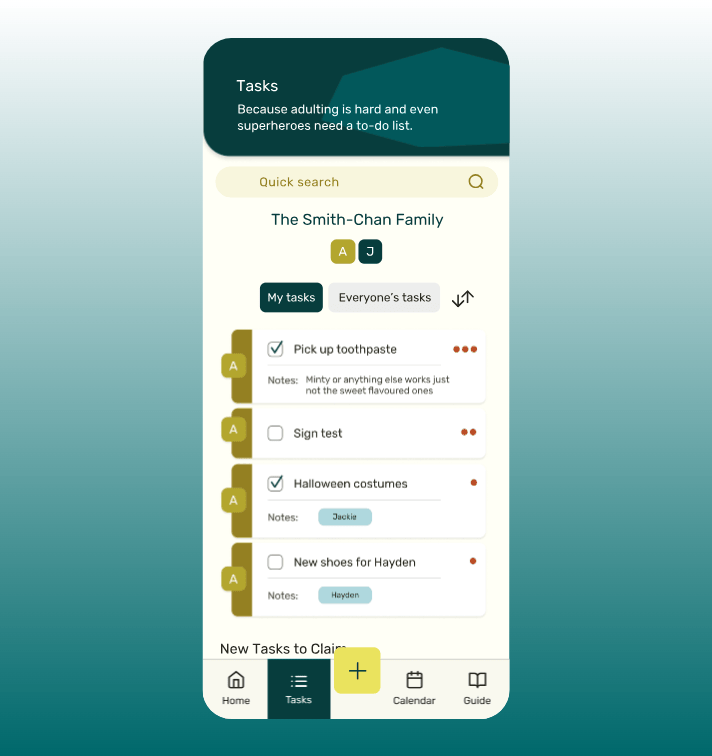 Tasks
Because adulting is hard and even
superheroes need a to-do list.
Quick search
The Smith-Chan Family
A J
My tasks Everyone's tasks
A
Pick up toothpaste
Notes: Minty or anything else works just
not the sweet flavoured ones
A
Sign test
A
Halloween costumes
Notes: Jackie
A
New shoes for Hayden
Notes: Hayden
New Tasks to Claim
Home Tasks Calendar Guide